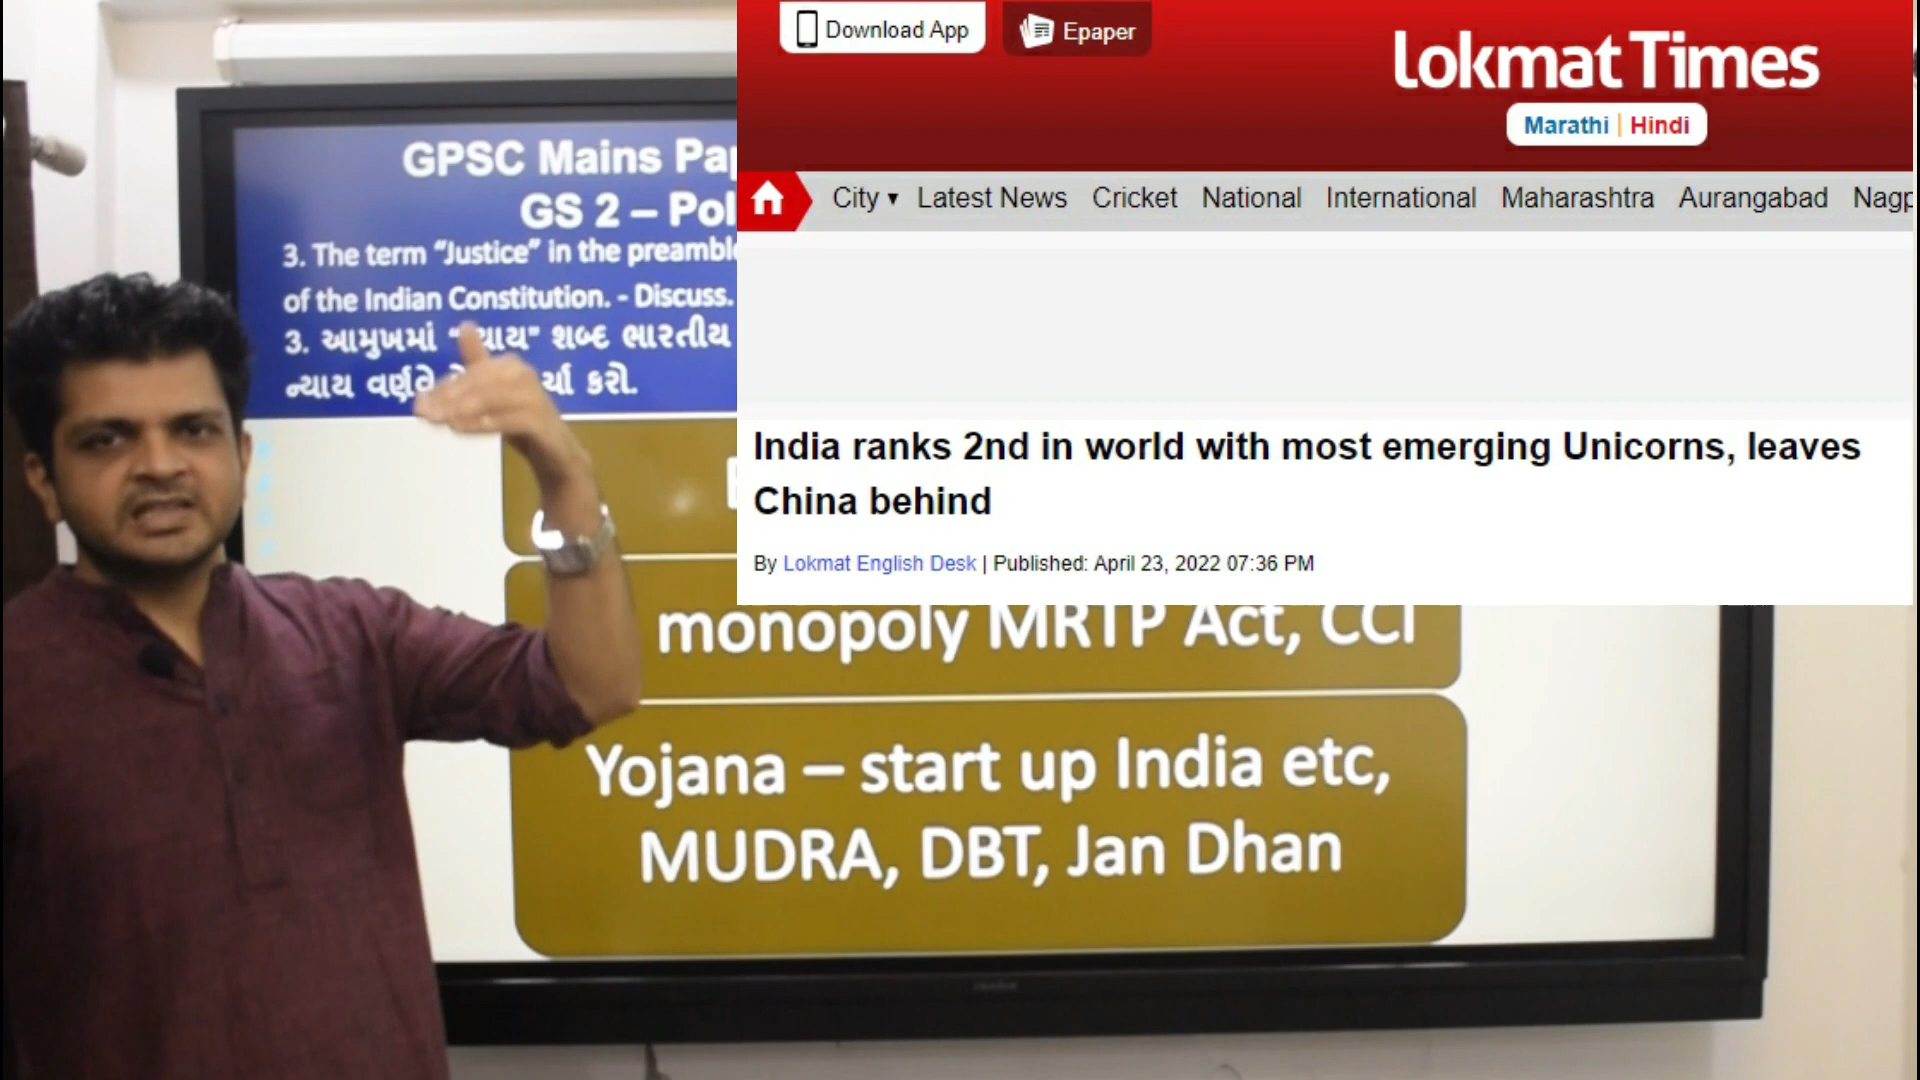 Download App
Epaper
Lokmat Times
Marathi | Hindi
City ▾ Latest News Cricket National International Maharashtra Aurangabad
India ranks 2nd in world with most emerging Unicorns, leaves
China behind
By Lokmat English Desk | Published: April 23, 2022 07:36 PM
GPSC Mains
GS 2 –
3. The term “Justice” in the
of the Indian Constitution. - Discuss.
3. આમુખમાં શબ્દ ભારતીય
ન્યાય કરો.
monopoly MRTP Act, CCI
Yojana – start up India etc,
MUDRA, DBT, Jan Dhan